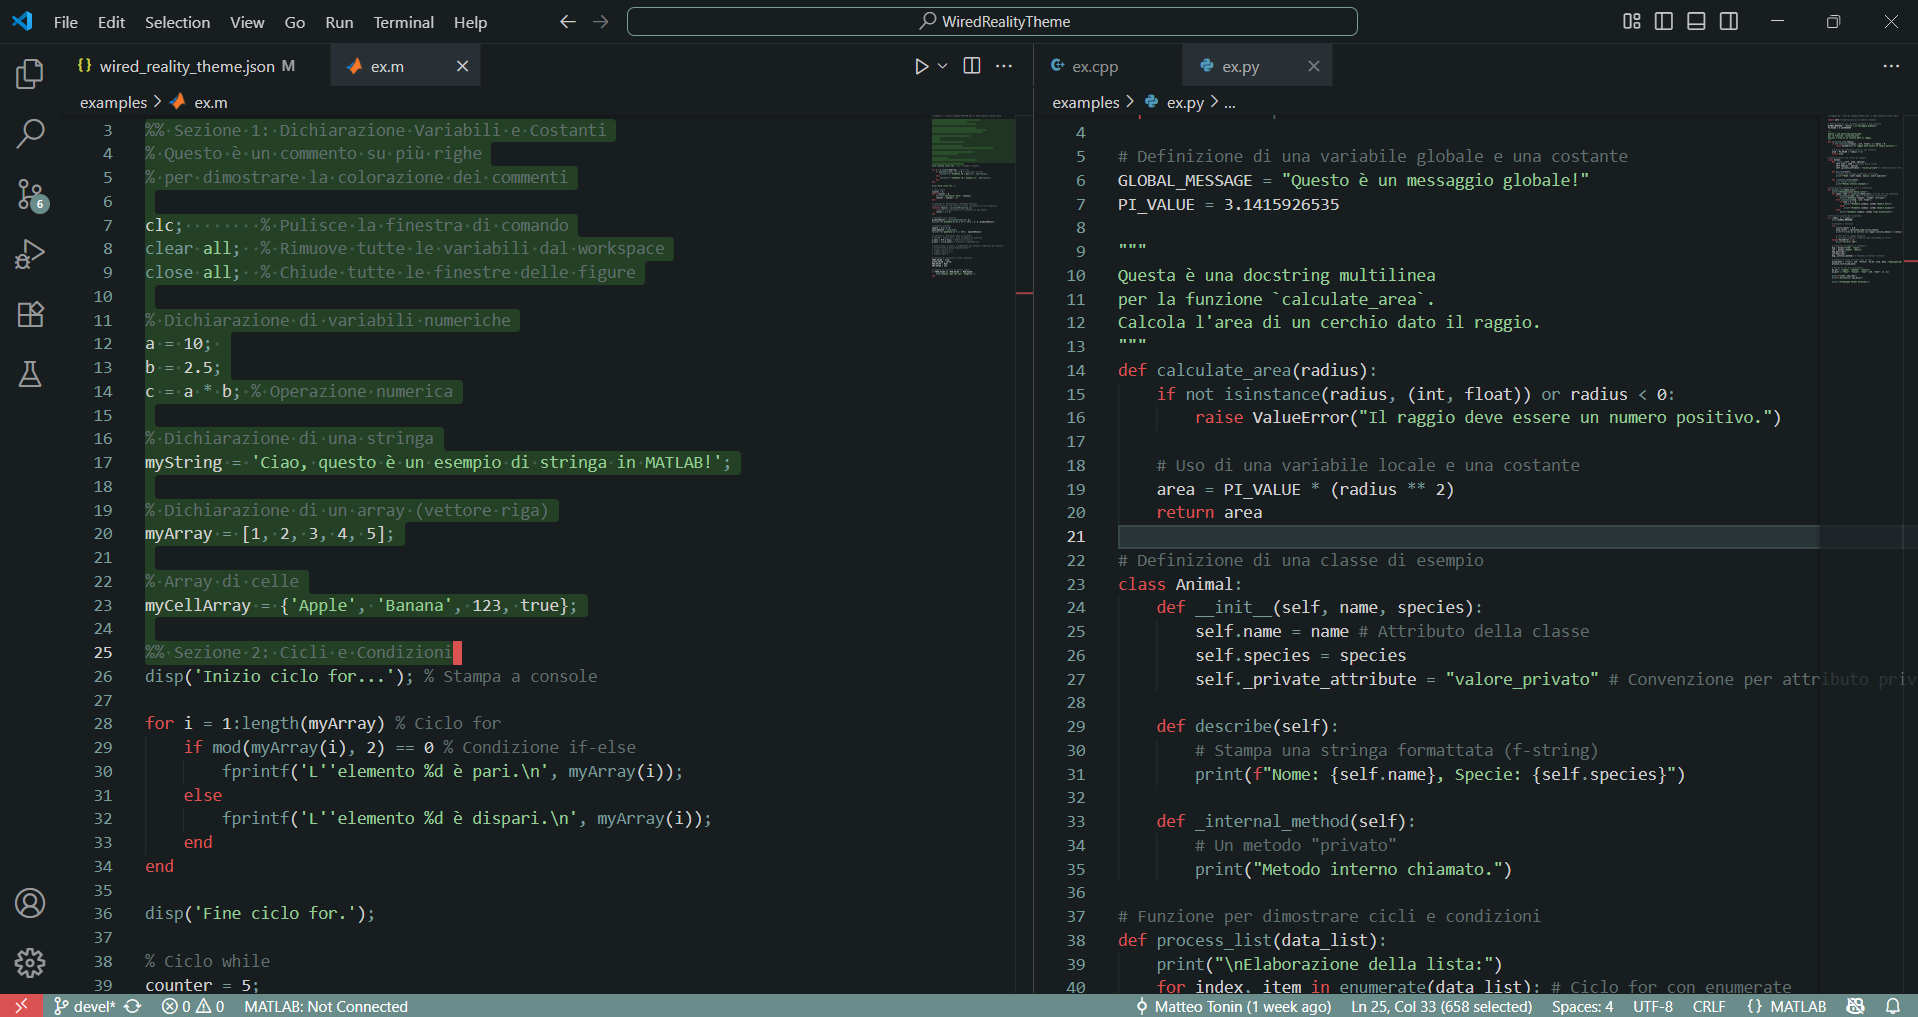 File Edit Selection View Go Run Terminal Help
WiredRealityTheme
wired_reality_theme.json M
ex.m
examples > ex.m
3 %% Sezione 1: Dichiarazione Variabili e Costanti
4 % Questo è un commento su più righe
5 % per dimostrare la colorazione dei commenti
6
7 clc;        % Pulisce la finestra di comando
8 clear all;  % Rimuove tutte le variabili dal workspace
9 close all;  % Chiude tutte le finestre delle figure
10
11 % Dichiarazione di variabili numeriche
12 a = 10;
13 b = 2.5;
14 c = a * b; % Operazione numerica
15
16 % Dichiarazione di una stringa
17 myString = 'Ciao, questo è un esempio di stringa in MATLAB!';
18
19 % Dichiarazione di un array (vettore riga)
20 myArray = [1, 2, 3, 4, 5];
21
22 % Array di celle
23 myCellArray = {'Apple', 'Banana', 123, true};
24
25 %% Sezione 2: Cicli e Condizioni
26 disp('Inizio ciclo for...'); % Stampa a console
27
28 for i = 1:length(myArray) % Ciclo for
29     if mod(myArray(i), 2) == 0 % Condizione if-else
30         fprintf('L''elemento %d è pari.\n', myArray(i));
31     else
32         fprintf('L''elemento %d è dispari.\n', myArray(i));
33     end
34 end
35
36 disp('Fine ciclo for.');
37
38 % Ciclo while
39 counter = 5;
ex.cpp
ex.py
examples > ex.py > ...
4
5 # Definizione di una variabile globale e una costante
6 GLOBAL_MESSAGE = "Questo è un messaggio globale!"
7 PI_VALUE = 3.1415926535
8
9 """
10 Questa è una docstring multilinea
11 per la funzione `calculate_area`.
12 Calcola l'area di un cerchio dato il raggio.
13 """
14 def calculate_area(radius):
15     if not isinstance(radius, (int, float)) or radius < 0:
16         raise ValueError("Il raggio deve essere un numero positivo.")
17
18     # Uso di una variabile locale e una costante
19     area = PI_VALUE * (radius ** 2)
20     return area
21
22 # Definizione di una classe di esempio
23 class Animal:
24     def __init__(self, name, species):
25         self.name = name # Attributo della classe
26         self.species = species
27         self._private_attribute = "valore_privato" # Convenzione per attributo priv
28
29     def describe(self):
30         # Stampa una stringa formattata (f-string)
31         print(f"Nome: {self.name}, Specie: {self.species}")
32
33     def _internal_method(self):
34         # Un metodo "privato"
35         print("Metodo interno chiamato.")
36
37 # Funzione per dimostrare cicli e condizioni
38 def process_list(data_list):
39     print("\nElaborazione della lista:")
40     for index, item in enumerate(data_list): # Ciclo for con enumerate
6
devel* 0 0 MATLAB: Not Connected
Matteo Tonin (1 week ago) Ln 25, Col 33 (658 selected) Spaces: 4 UTF-8 CRLF {} MATLAB